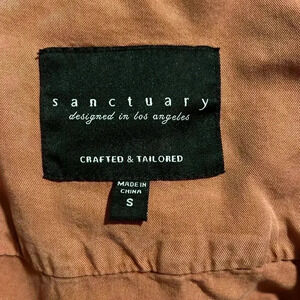 sanctuary
designed in los angeles
CRAFTED & TAILORED
MADE IN
CHINA
S